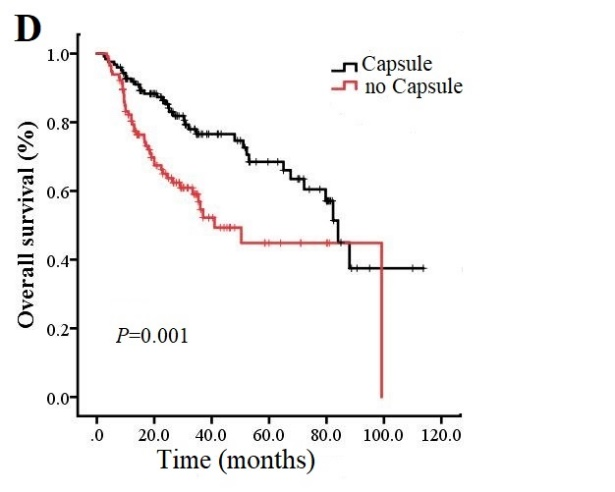 D
1.0
0.8
0.6
0.4
0.2
0.0
Overall survival (%)
Capsule
no Capsule
P=0.001
.0 20.0 40.0 60.0 80.0 100.0 120.0
Time (months)